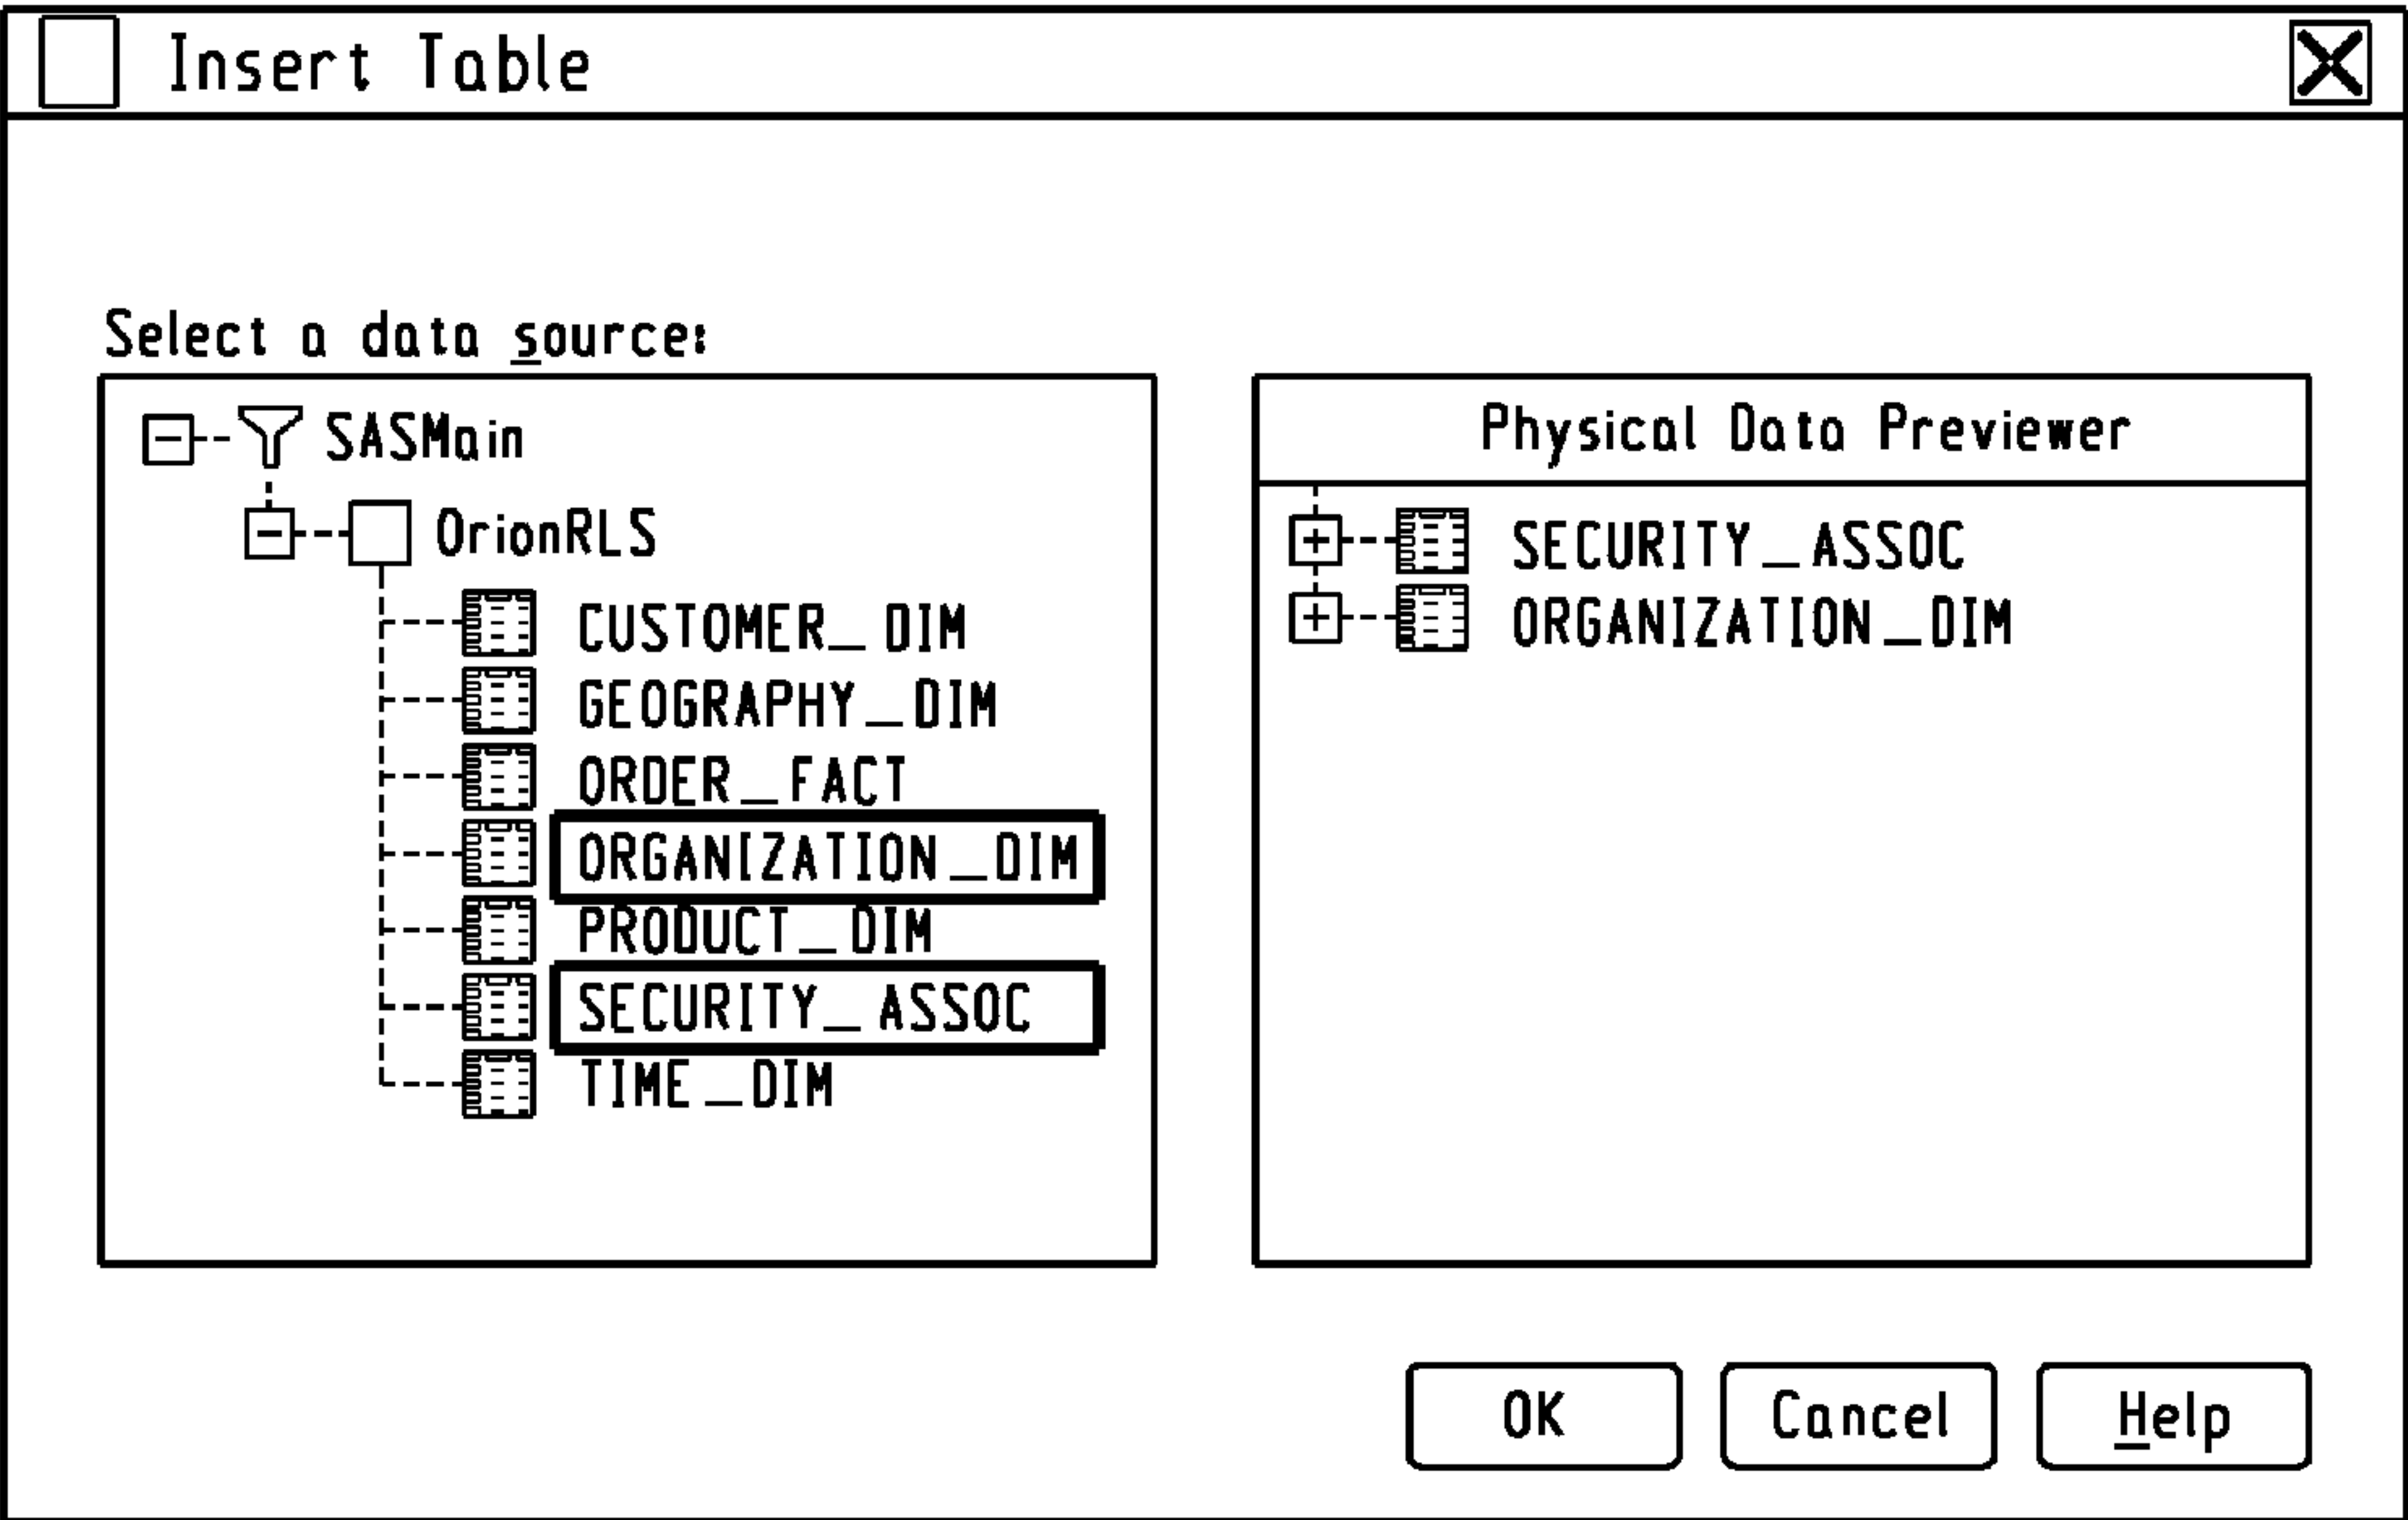 Insert Table
Select a data source:
SASMain
OrionRLS
CUSTOMER_DIM
GEOGRAPHY_DIM
ORDER_FACT
ORGANIZATION_DIM
PRODUCT_DIM
SECURITY_ASSOC
TIME_DIM
Physical Data Previewer
SECURITY_ASSOC
ORGANIZATION_DIM
OK Cancel Help